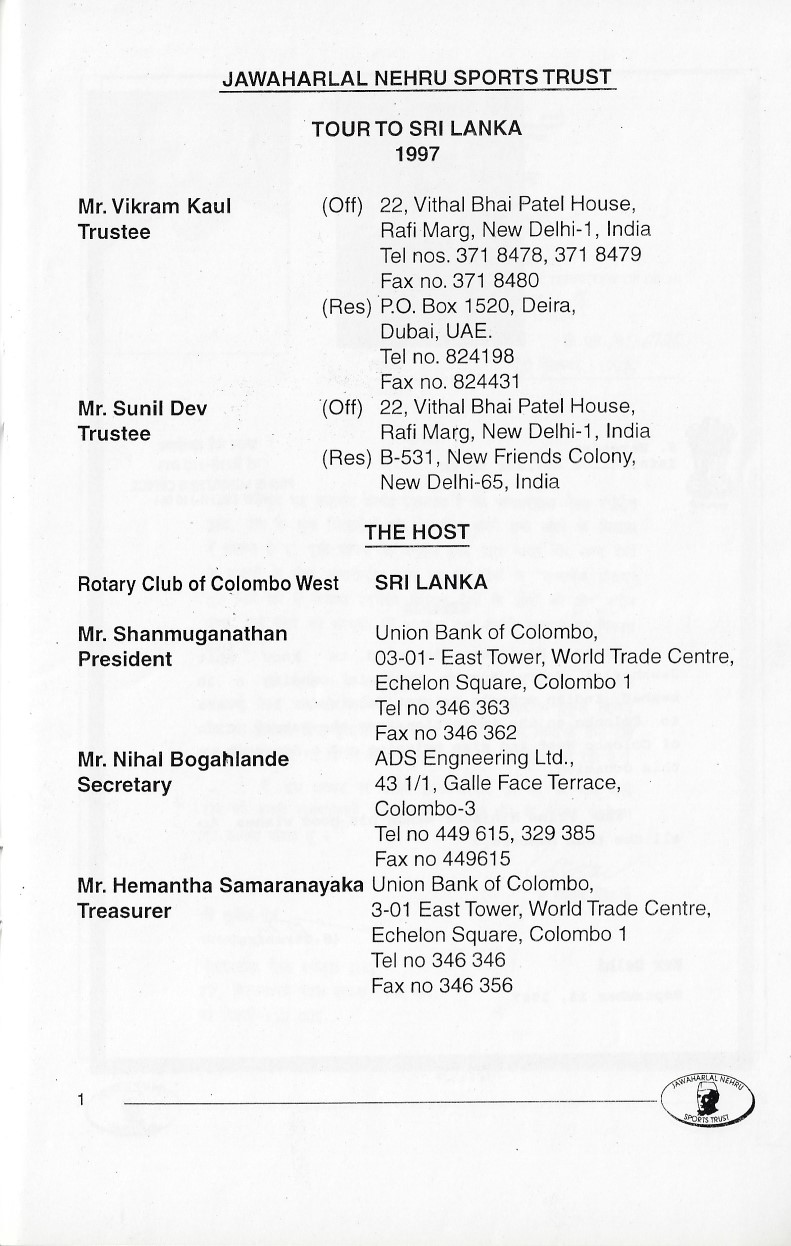 JAWAHARLAL NEHRU SPORTS TRUST
TOUR TO SRI LANKA
1997
Mr. Vikram Kaul (Off) 22, Vithal Bhai Patel House,
Trustee Rafi Marg, New Delhi-1, India
Tel nos. 371 8478, 371 8479
Fax no. 371 8480
(Res) P.O. Box 1520, Deira,
Dubai, UAE.
Tel no. 824198
Fax no. 824431
Mr. Sunil Dev (Off) 22, Vithal Bhai Patel House,
Trustee Rafi Marg, New Delhi-1, India
(Res) B-531, New Friends Colony,
New Delhi-65, India
THE HOST
Rotary Club of Colombo West SRI LANKA
Mr. Shanmuganathan Union Bank of Colombo,
President 03-01- East Tower, World Trade Centre,
Echelon Square, Colombo 1
Tel no 346 363
Fax no 346 362
Mr. Nihal Bogahlande ADS Engneering Ltd.,
Secretary 43 1/1, Galle Face Terrace,
Colombo-3
Tel no 449 615, 329 385
Fax no 449615
Mr. Hemantha Samaranayaka Union Bank of Colombo,
Treasurer 3-01 East Tower, World Trade Centre,
Echelon Square, Colombo 1
Tel no 346 346
Fax no 346 356
1
JAWAHARLAL NEHRU
SPORTS TRUST